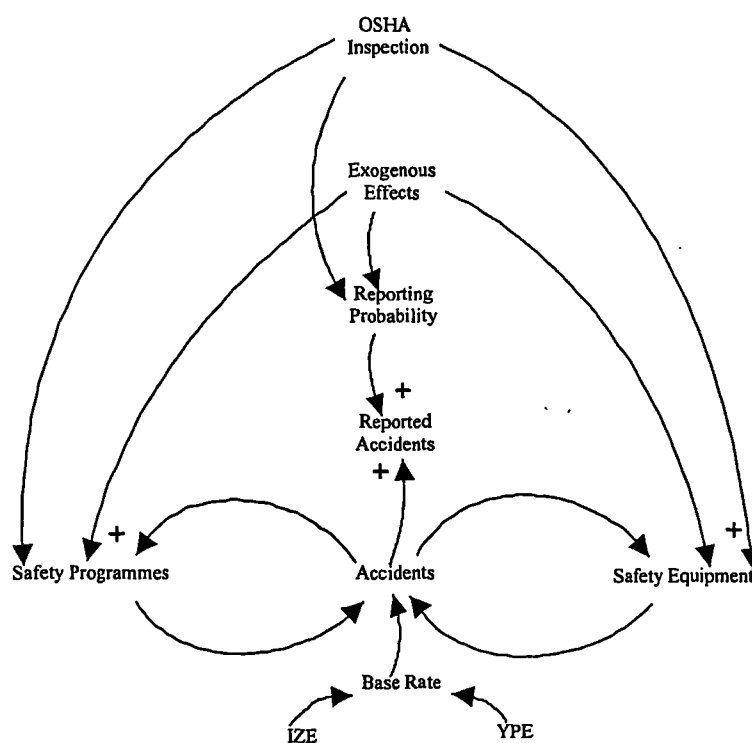 OSHA
Inspection
Exogenous
Effects
Reporting
Probability
+
Reported
Accidents
+
+
+
Safety Programmes
Accidents
Safety Equipment
Base Rate
IZE
YPE